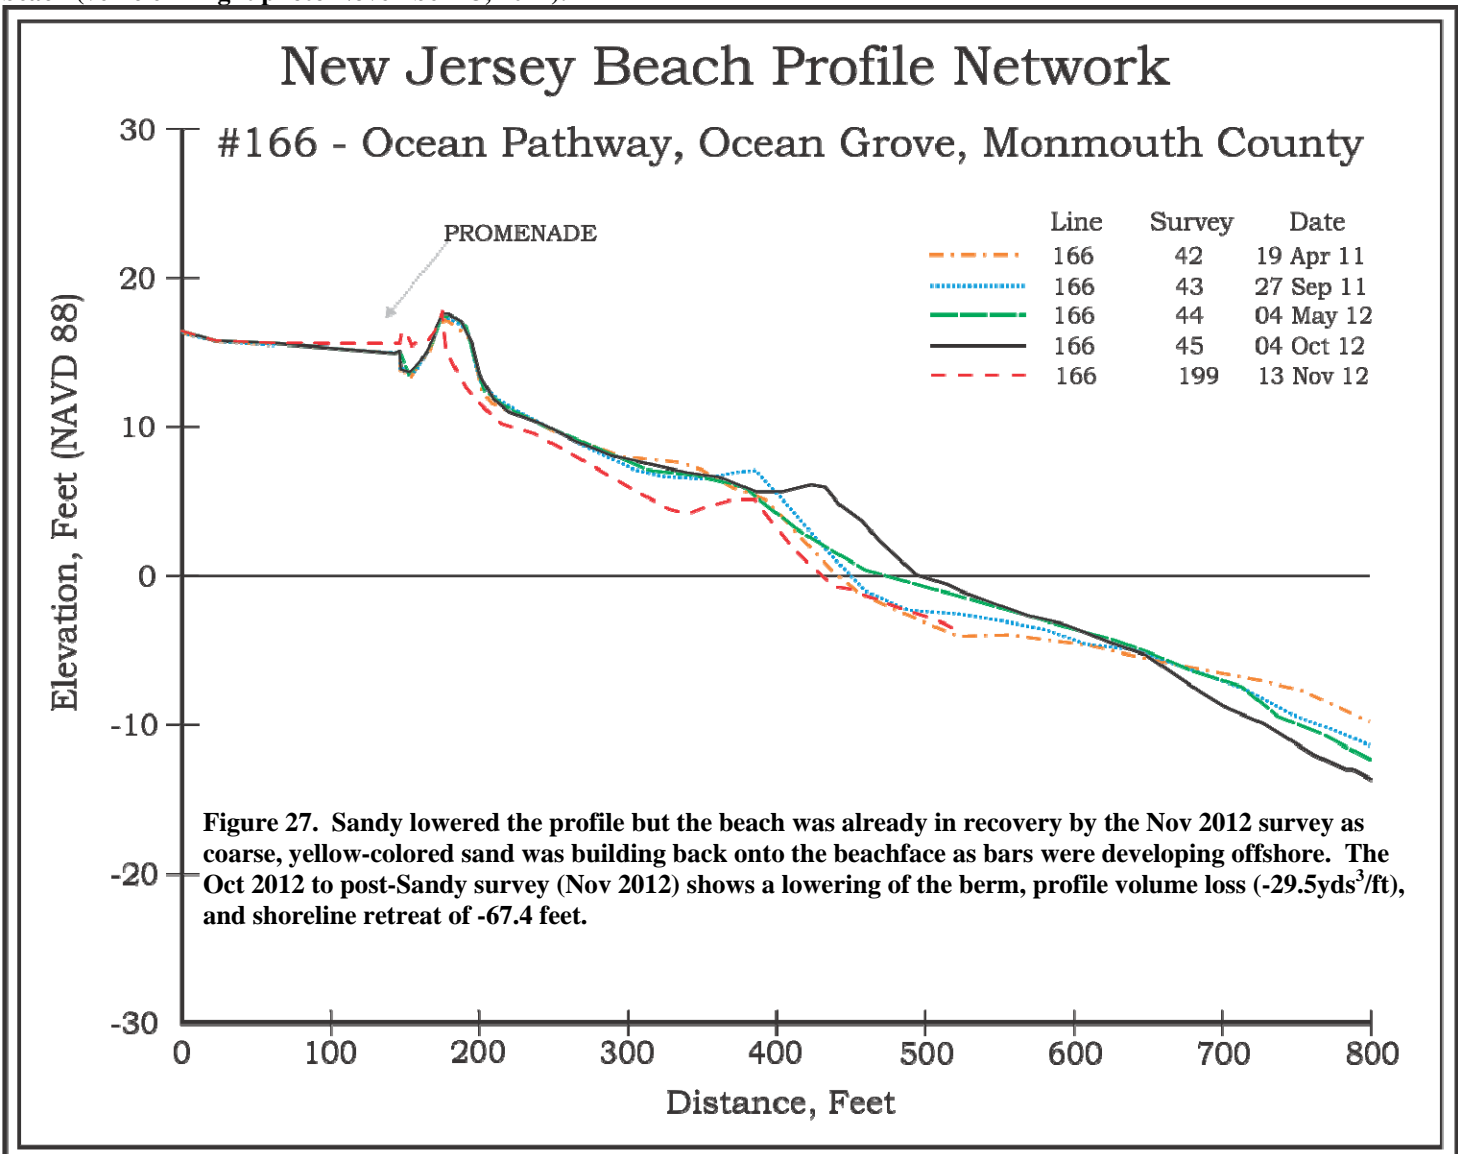 New Jersey Beach Profile Network
#166 - Ocean Pathway, Ocean Grove, Monmouth County
PROMENADE
Line Survey Date
166 42 19 Apr 11
166 43 27 Sep 11
166 44 04 May 12
166 45 04 Oct 12
166 199 13 Nov 12
Elevation, Feet (NAVD 88)
30
20
10
0
-10
-20
-30
Figure 27. Sandy lowered the profile but the beach was already in recovery by the Nov 2012 survey as
coarse, yellow-colored sand was building back onto the beachface as bars were developing offshore. The
Oct 2012 to post-Sandy survey (Nov 2012) shows a lowering of the berm, profile volume loss (-29.5yds³/ft),
and shoreline retreat of -67.4 feet.
0 100 200 300 400 500 600 700 800
Distance, Feet